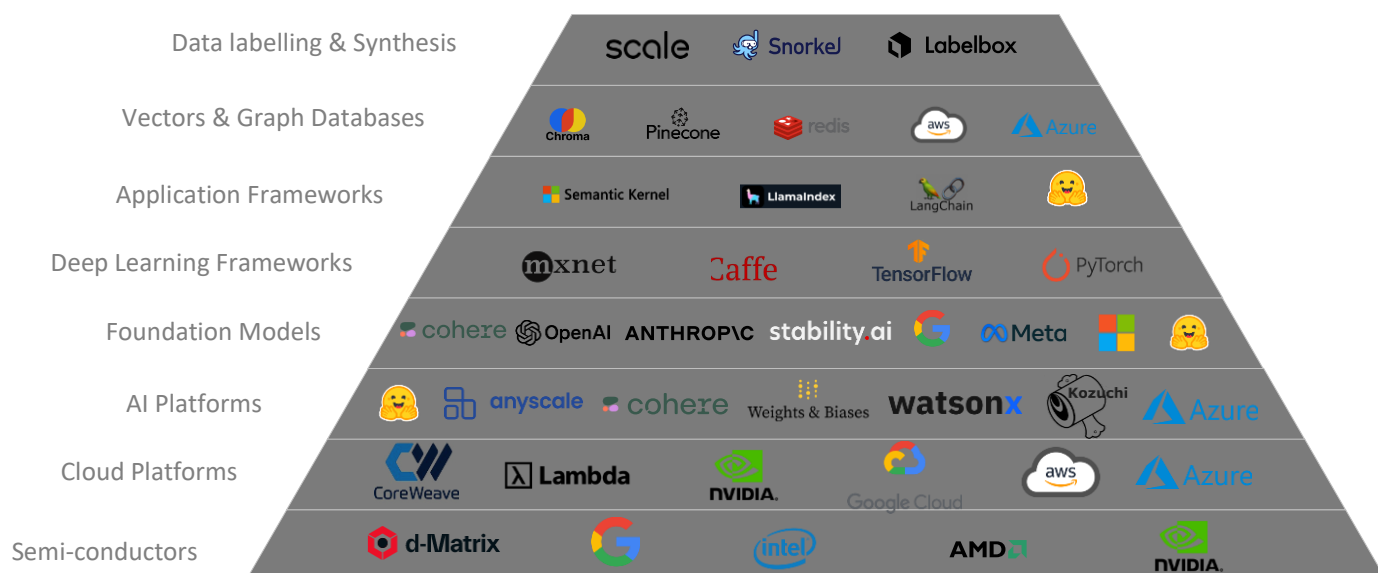 Data labelling & Synthesis
scale Snorkel Labelbox
Vectors & Graph Databases
Chroma Pinecone redis aws Azure
Application Frameworks
Semantic Kernel LlamaIndex LangChain
Deep Learning Frameworks
mxnet Caffe TensorFlow PyTorch
Foundation Models
cohere OpenAI ANTHROP\C stability.ai G Meta
AI Platforms
anyscale cohere Weights & Biases watsonx Kozuchi Azure
Cloud Platforms
CoreWeave Lambda NVIDIA. Google Cloud aws Azure
Semi-conductors
d-Matrix G intel AMD NVIDIA.